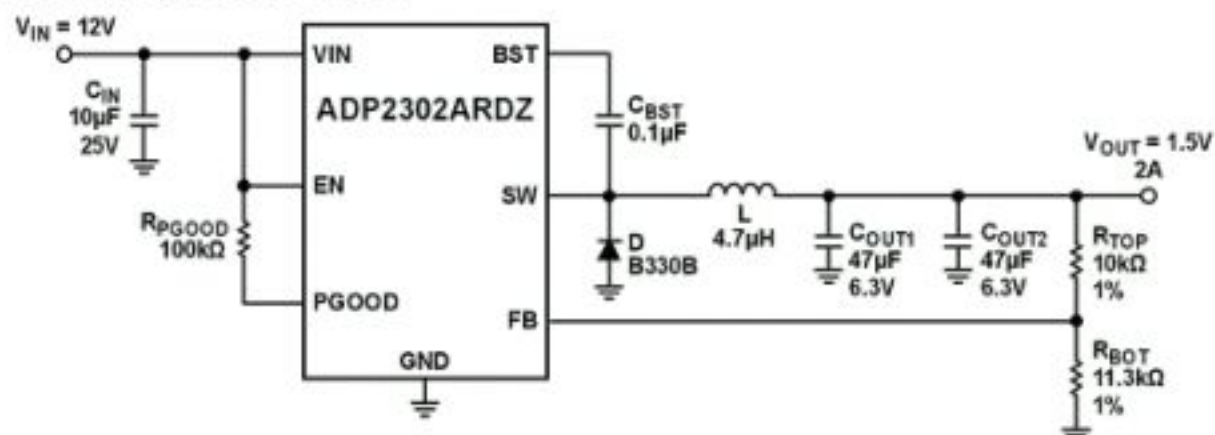 VIN = 12V
CIN
10µF
25V
VIN
BST
ADP2302ARDZ
CBST
0.1µF
VOUT = 1.5V
2A
EN
SW
RPGOOD
100kΩ
L
4.7µH
D
B330B
COUT1
47µF
6.3V
COUT2
47µF
6.3V
RTOP
10kΩ
1%
PGOOD
FB
GND
RBOT
11.3kΩ
1%